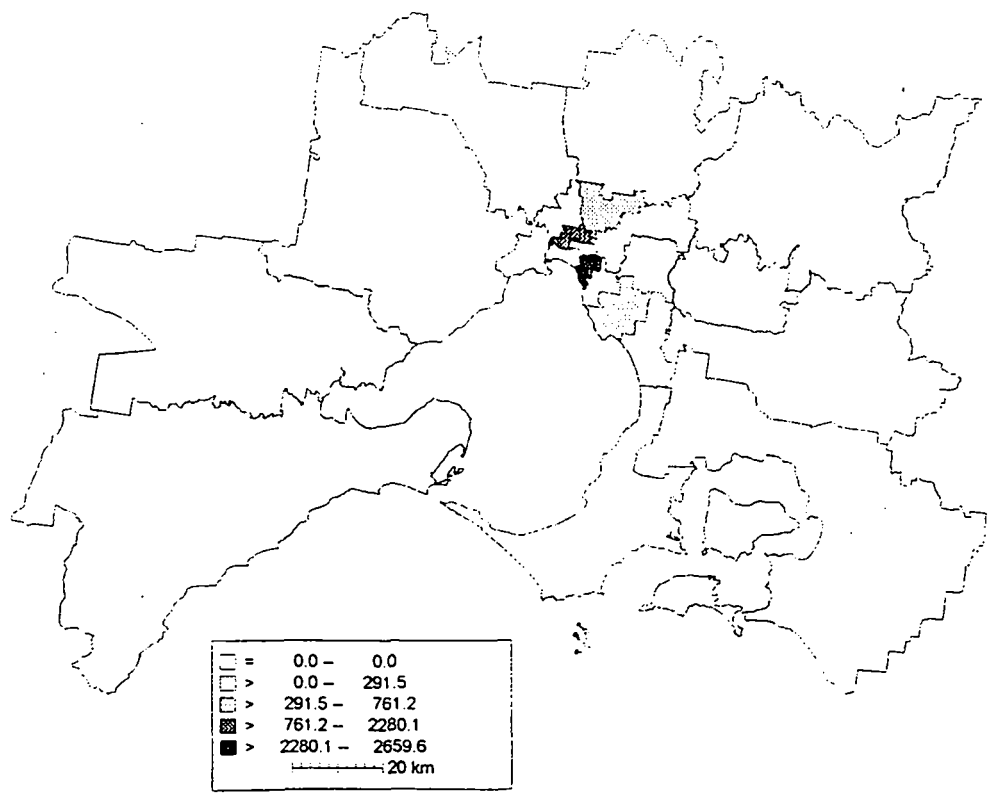 = 0.0 – 0.0
> 0.0 – 291.5
> 291.5 – 761.2
> 761.2 – 2280.1
> 2280.1 – 2659.6
20 km